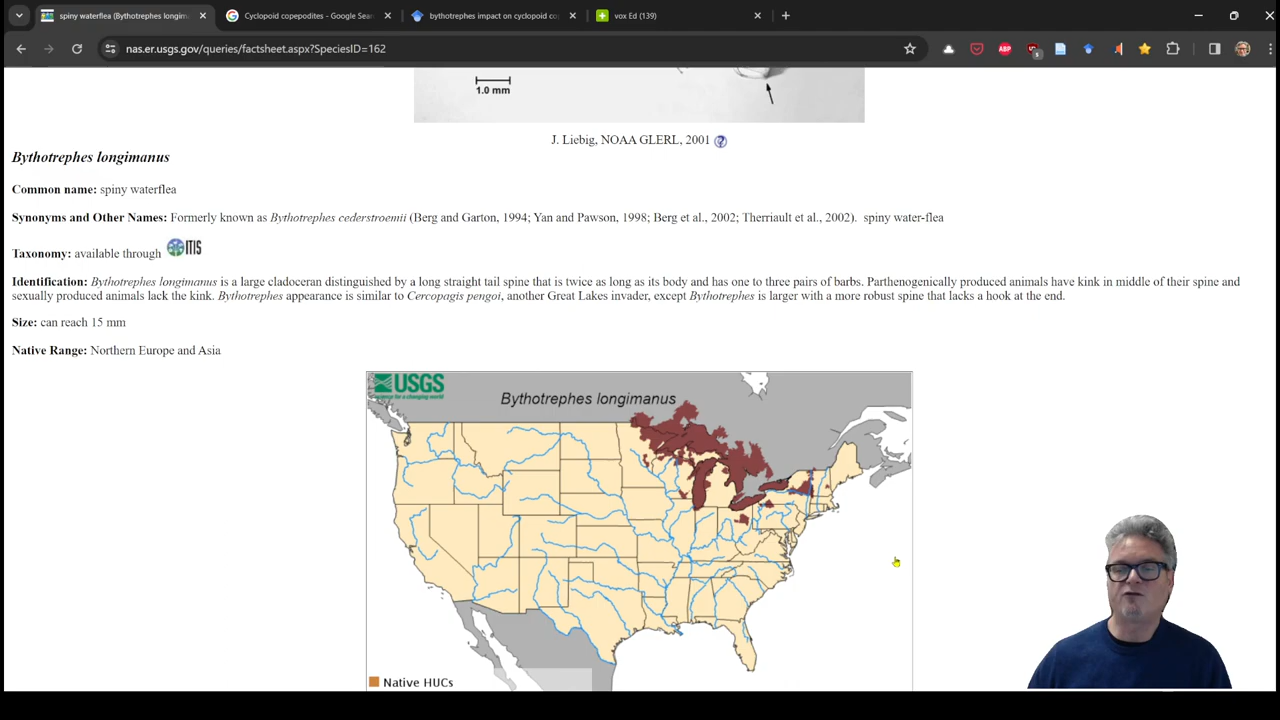 spiny waterflea (Bythotrephes longim
Cyclopoid copepodites - Google Sear
bythotrephes impact on cyclopoid co
vox Ed (139)
nas.er.usgs.gov/queries/factsheet.aspx?SpeciesID=162
ABP
5
1.0 mm
J. Liebig, NOAA GLERL, 2001
Bythotrephes longimanus
Common name: spiny waterflea
Synonyms and Other Names: Formerly known as Bythotrephes cederstroemii (Berg and Garton, 1994; Yan and Pawson, 1998; Berg et al., 2002; Therriault et al., 2002). spiny water-flea
Taxonomy: available through ITIS
Identification: Bythotrephes longimanus is a large cladoceran distinguished by a long straight tail spine that is twice as long as its body and has one to three pairs of barbs. Parthenogenically produced animals have kink in middle of their spine and
sexually produced animals lack the kink. Bythotrephes appearance is similar to Cercopagis pengoi, another Great Lakes invader, except Bythotrephes is larger with a more robust spine that lacks a hook at the end.
Size: can reach 15 mm
Native Range: Northern Europe and Asia
USGS
science for a changing world
Bythotrephes longimanus
Native HUCs